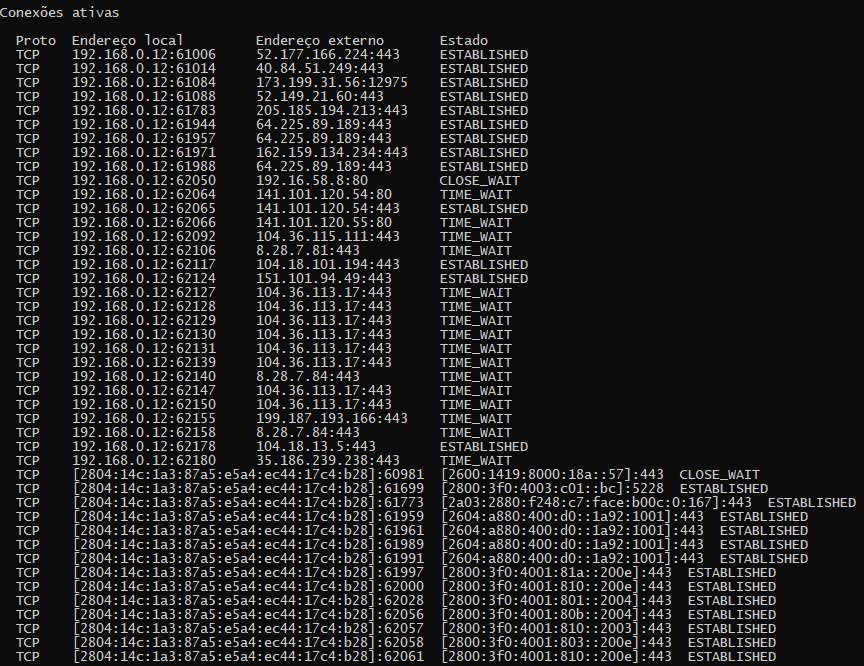 Conexões ativas
Proto  Endereço local         Endereço externo       Estado
TCP    192.168.0.12:61006     52.177.166.224:443     ESTABLISHED
TCP    192.168.0.12:61014     40.84.51.249:443       ESTABLISHED
TCP    192.168.0.12:61084     173.199.31.56:12975    ESTABLISHED
TCP    192.168.0.12:61088     52.149.21.60:443       ESTABLISHED
TCP    192.168.0.12:61783     205.185.194.213:443    ESTABLISHED
TCP    192.168.0.12:61944     64.225.89.189:443      ESTABLISHED
TCP    192.168.0.12:61957     64.225.89.189:443      ESTABLISHED
TCP    192.168.0.12:61971     162.159.134.234:443    ESTABLISHED
TCP    192.168.0.12:61988     64.225.89.189:443      ESTABLISHED
TCP    192.168.0.12:62050     192.16.58.8:80         CLOSE_WAIT
TCP    192.168.0.12:62064     141.101.120.54:80      TIME_WAIT
TCP    192.168.0.12:62065     141.101.120.54:443     ESTABLISHED
TCP    192.168.0.12:62066     141.101.120.55:80      TIME_WAIT
TCP    192.168.0.12:62092     104.36.115.111:443     TIME_WAIT
TCP    192.168.0.12:62106     8.28.7.81:443          TIME_WAIT
TCP    192.168.0.12:62117     104.18.101.194:443     ESTABLISHED
TCP    192.168.0.12:62124     151.101.94.49:443      ESTABLISHED
TCP    192.168.0.12:62127     104.36.113.17:443      TIME_WAIT
TCP    192.168.0.12:62128     104.36.113.17:443      TIME_WAIT
TCP    192.168.0.12:62129     104.36.113.17:443      TIME_WAIT
TCP    192.168.0.12:62130     104.36.113.17:443      TIME_WAIT
TCP    192.168.0.12:62131     104.36.113.17:443      TIME_WAIT
TCP    192.168.0.12:62139     104.36.113.17:443      TIME_WAIT
TCP    192.168.0.12:62140     8.28.7.84:443          TIME_WAIT
TCP    192.168.0.12:62147     104.36.113.17:443      TIME_WAIT
TCP    192.168.0.12:62150     104.36.113.17:443      TIME_WAIT
TCP    192.168.0.12:62155     199.187.193.166:443    TIME_WAIT
TCP    192.168.0.12:62158     8.28.7.84:443          TIME_WAIT
TCP    192.168.0.12:62178     104.18.13.5:443        ESTABLISHED
TCP    192.168.0.12:62180     35.186.239.238:443     TIME_WAIT
TCP    [2804:14c:1a3:87a5:e5a4:ec44:17c4:b28]:60981  [2600:1419:8000:18a::57]:443  CLOSE_WAIT
TCP    [2804:14c:1a3:87a5:e5a4:ec44:17c4:b28]:61699  [2800:3f0:4003:c01::bc]:5228  ESTABLISHED
TCP    [2804:14c:1a3:87a5:e5a4:ec44:17c4:b28]:61773  [2a03:2880:f248:c7:face:b00c:0:167]:443  ESTABLISHED
TCP    [2804:14c:1a3:87a5:e5a4:ec44:17c4:b28]:61959  [2604:a880:400:d0::1a92:1001]:443  ESTABLISHED
TCP    [2804:14c:1a3:87a5:e5a4:ec44:17c4:b28]:61961  [2604:a880:400:d0::1a92:1001]:443  ESTABLISHED
TCP    [2804:14c:1a3:87a5:e5a4:ec44:17c4:b28]:61989  [2604:a880:400:d0::1a92:1001]:443  ESTABLISHED
TCP    [2804:14c:1a3:87a5:e5a4:ec44:17c4:b28]:61991  [2604:a880:400:d0::1a92:1001]:443  ESTABLISHED
TCP    [2804:14c:1a3:87a5:e5a4:ec44:17c4:b28]:61997  [2800:3f0:4001:81a::200e]:443  ESTABLISHED
TCP    [2804:14c:1a3:87a5:e5a4:ec44:17c4:b28]:62000  [2800:3f0:4001:810::200e]:443  ESTABLISHED
TCP    [2804:14c:1a3:87a5:e5a4:ec44:17c4:b28]:62028  [2800:3f0:4001:801::2004]:443  ESTABLISHED
TCP    [2804:14c:1a3:87a5:e5a4:ec44:17c4:b28]:62056  [2800:3f0:4001:80b::2004]:443  ESTABLISHED
TCP    [2804:14c:1a3:87a5:e5a4:ec44:17c4:b28]:62057  [2800:3f0:4001:810::2003]:443  ESTABLISHED
TCP    [2804:14c:1a3:87a5:e5a4:ec44:17c4:b28]:62058  [2800:3f0:4001:803::200e]:443  ESTABLISHED
TCP    [2804:14c:1a3:87a5:e5a4:ec44:17c4:b28]:62061  [2800:3f0:4001:810::200e]:443  ESTABLISHED